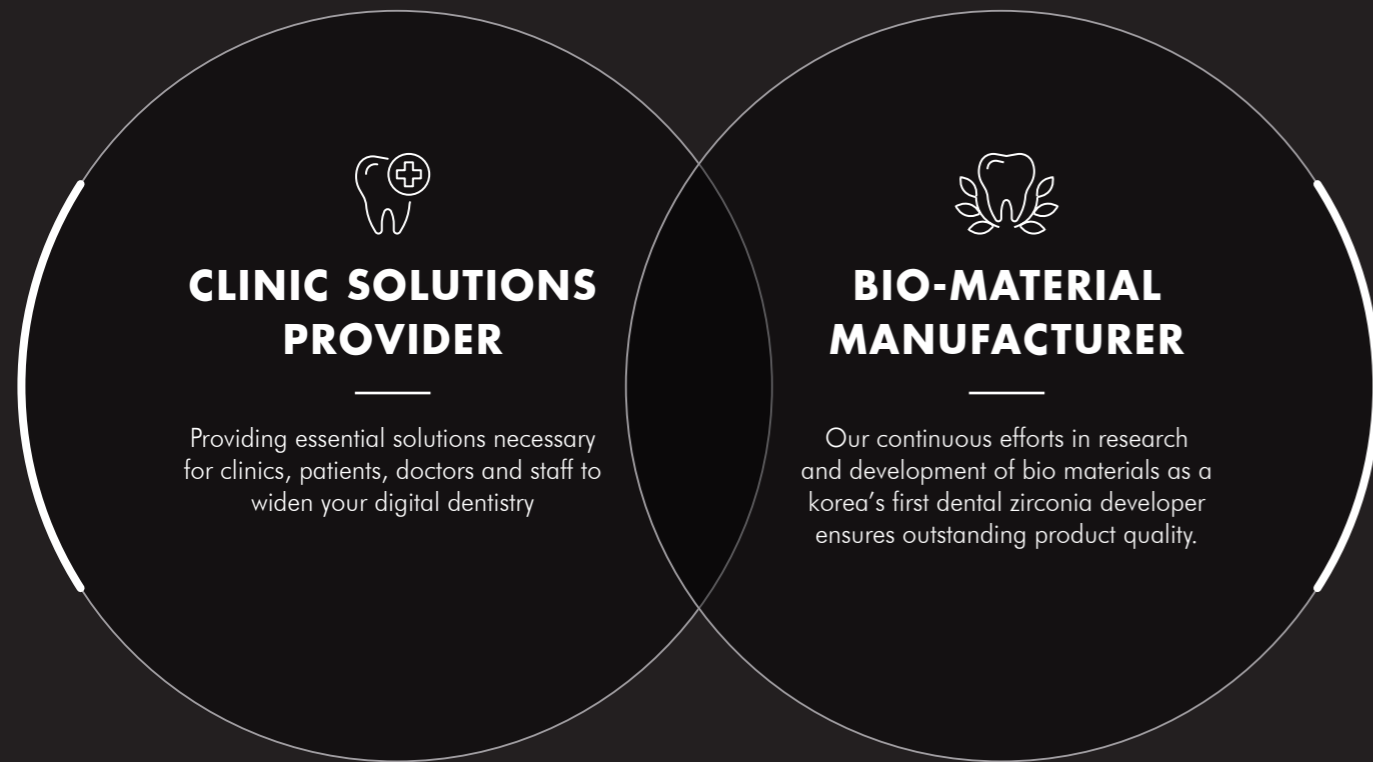 CLINIC SOLUTIONS
PROVIDER
Providing essential solutions necessary
for clinics, patients, doctors and staff to
widen your digital dentistry
BIO-MATERIAL
MANUFACTURER
Our continuous efforts in research
and development of bio materials as a
korea’s first dental zirconia developer
ensures outstanding product quality.